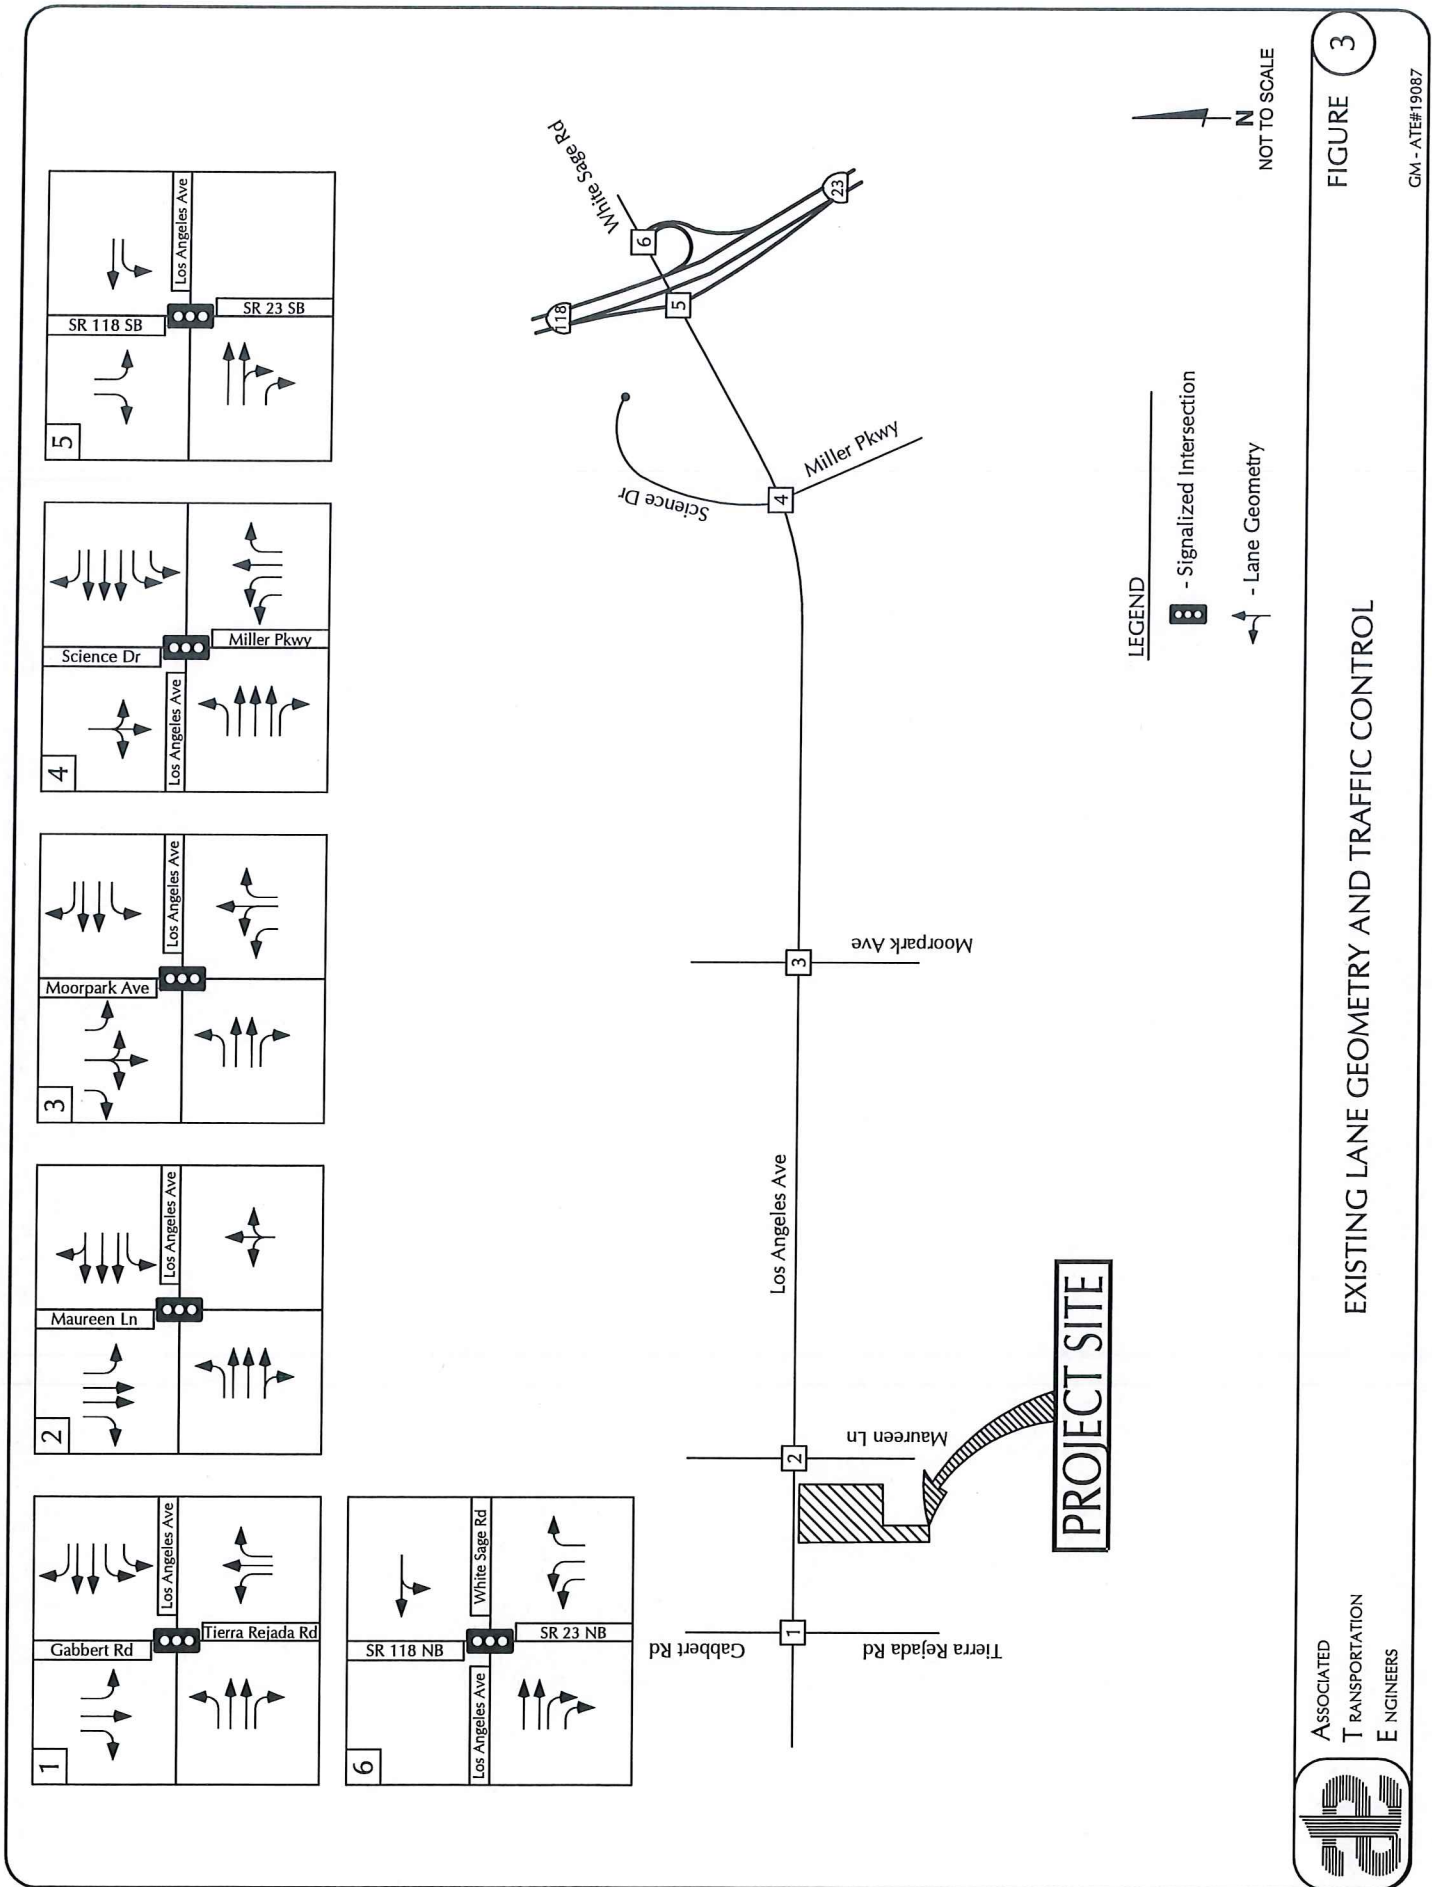 1
Gabbert Rd
Los Angeles Ave
Tierra Rejada Rd
2
Maureen Ln
Los Angeles Ave
3
Moorpark Ave
Los Angeles Ave
4
Science Dr
Los Angeles Ave
Miller Pkwy
5
SR 118 SB
Los Angeles Ave
SR 23 SB
6
SR 118 NB
White Sage Rd
Los Angeles Ave
SR 23 NB
Gabbert Rd
1
Tierra Rejada Rd
2
Maureen Ln
Los Angeles Ave
3
Moorpark Ave
Science Dr
4
Miller Pkwy
118
5
6
White Sage Rd
23
PROJECT SITE
LEGEND
- Signalized Intersection
- Lane Geometry
N
NOT TO SCALE
ASSOCIATED
TRANSPORTATION
ENGINEERS
EXISTING LANE GEOMETRY AND TRAFFIC CONTROL
FIGURE 3
GM - ATE#19087